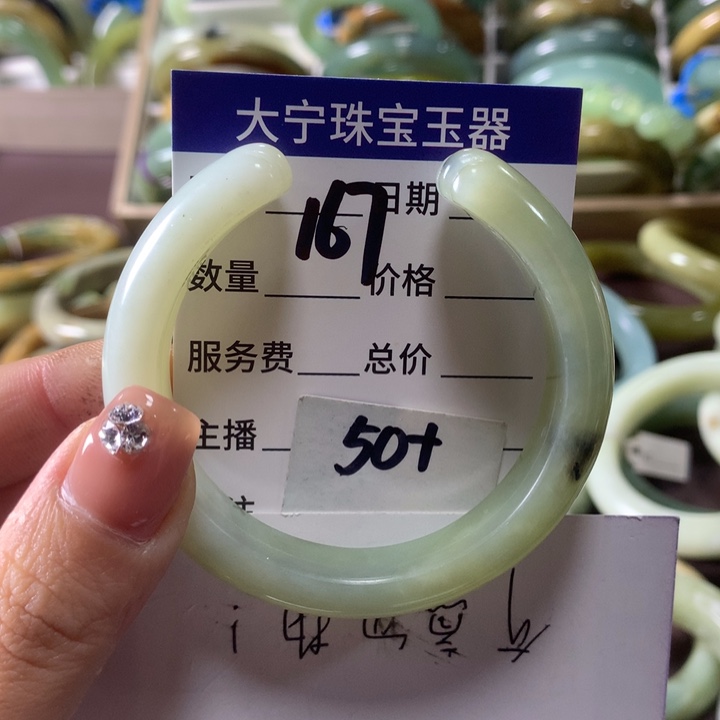 大宁珠宝玉器
167 日期
数量 价格
服务费 总价
主播 50+